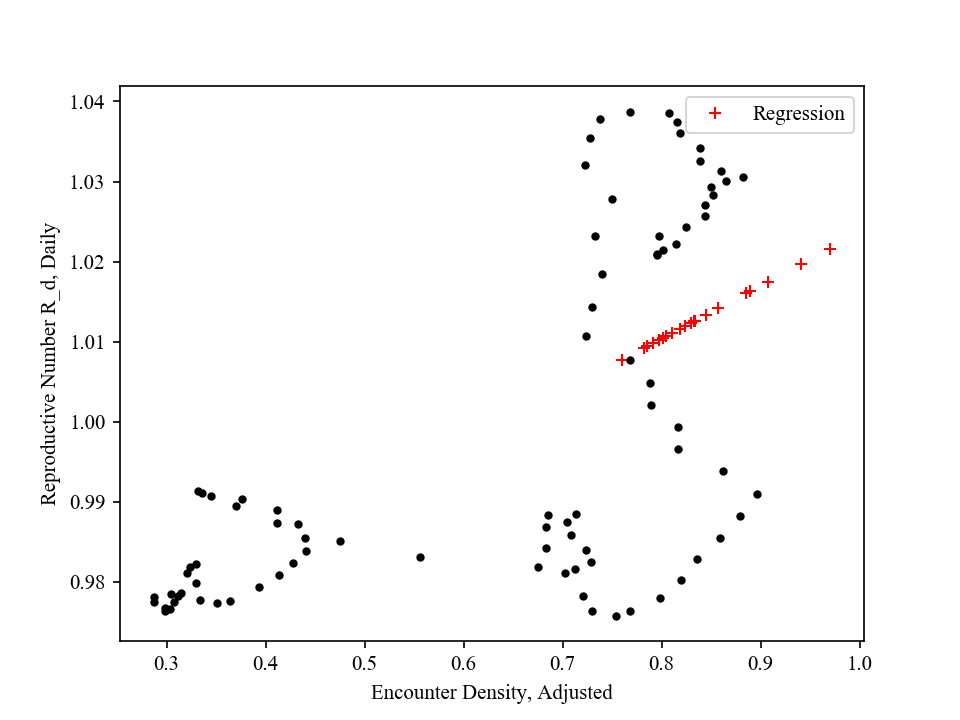 Regression
1.04
1.03
1.02
1.01
1.00
0.99
0.98
Reproductive Number R_d, Daily
0.3 0.4 0.5 0.6 0.7 0.8 0.9 1.0
Encounter Density, Adjusted